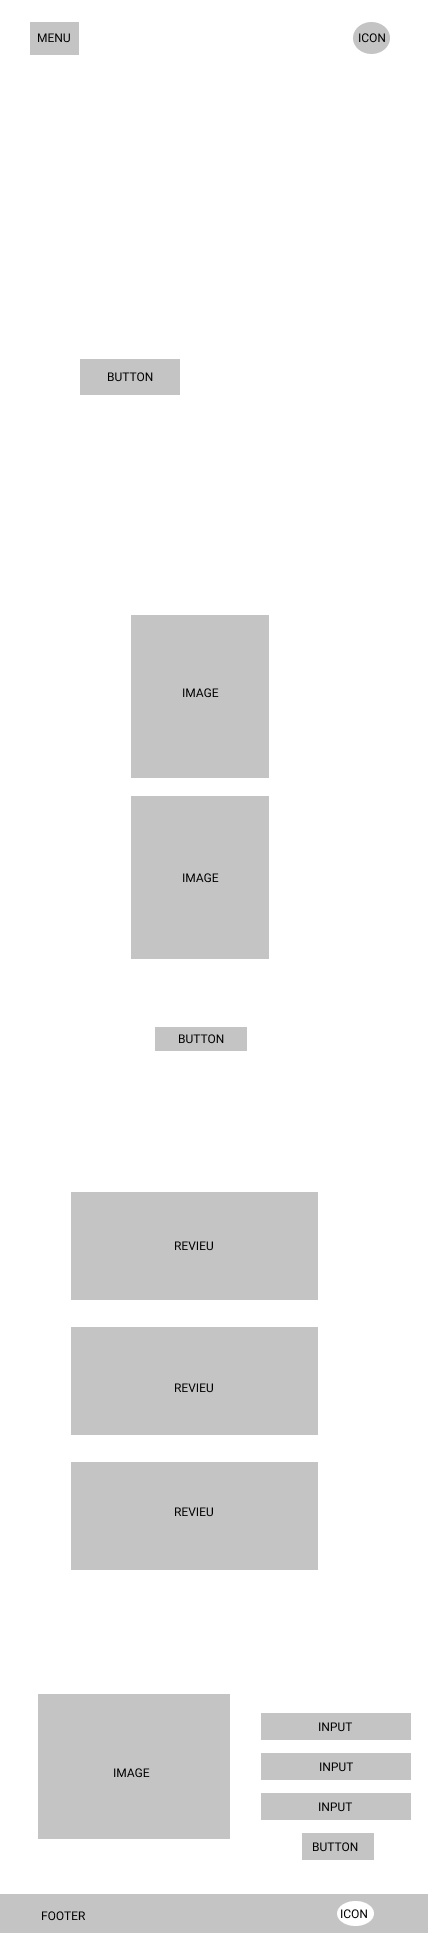 MENU
ICON
BUTTON
IMAGE
IMAGE
BUTTON
REVIEU
REVIEU
REVIEU
IMAGE
INPUT
INPUT
INPUT
BUTTON
FOOTER
ICON